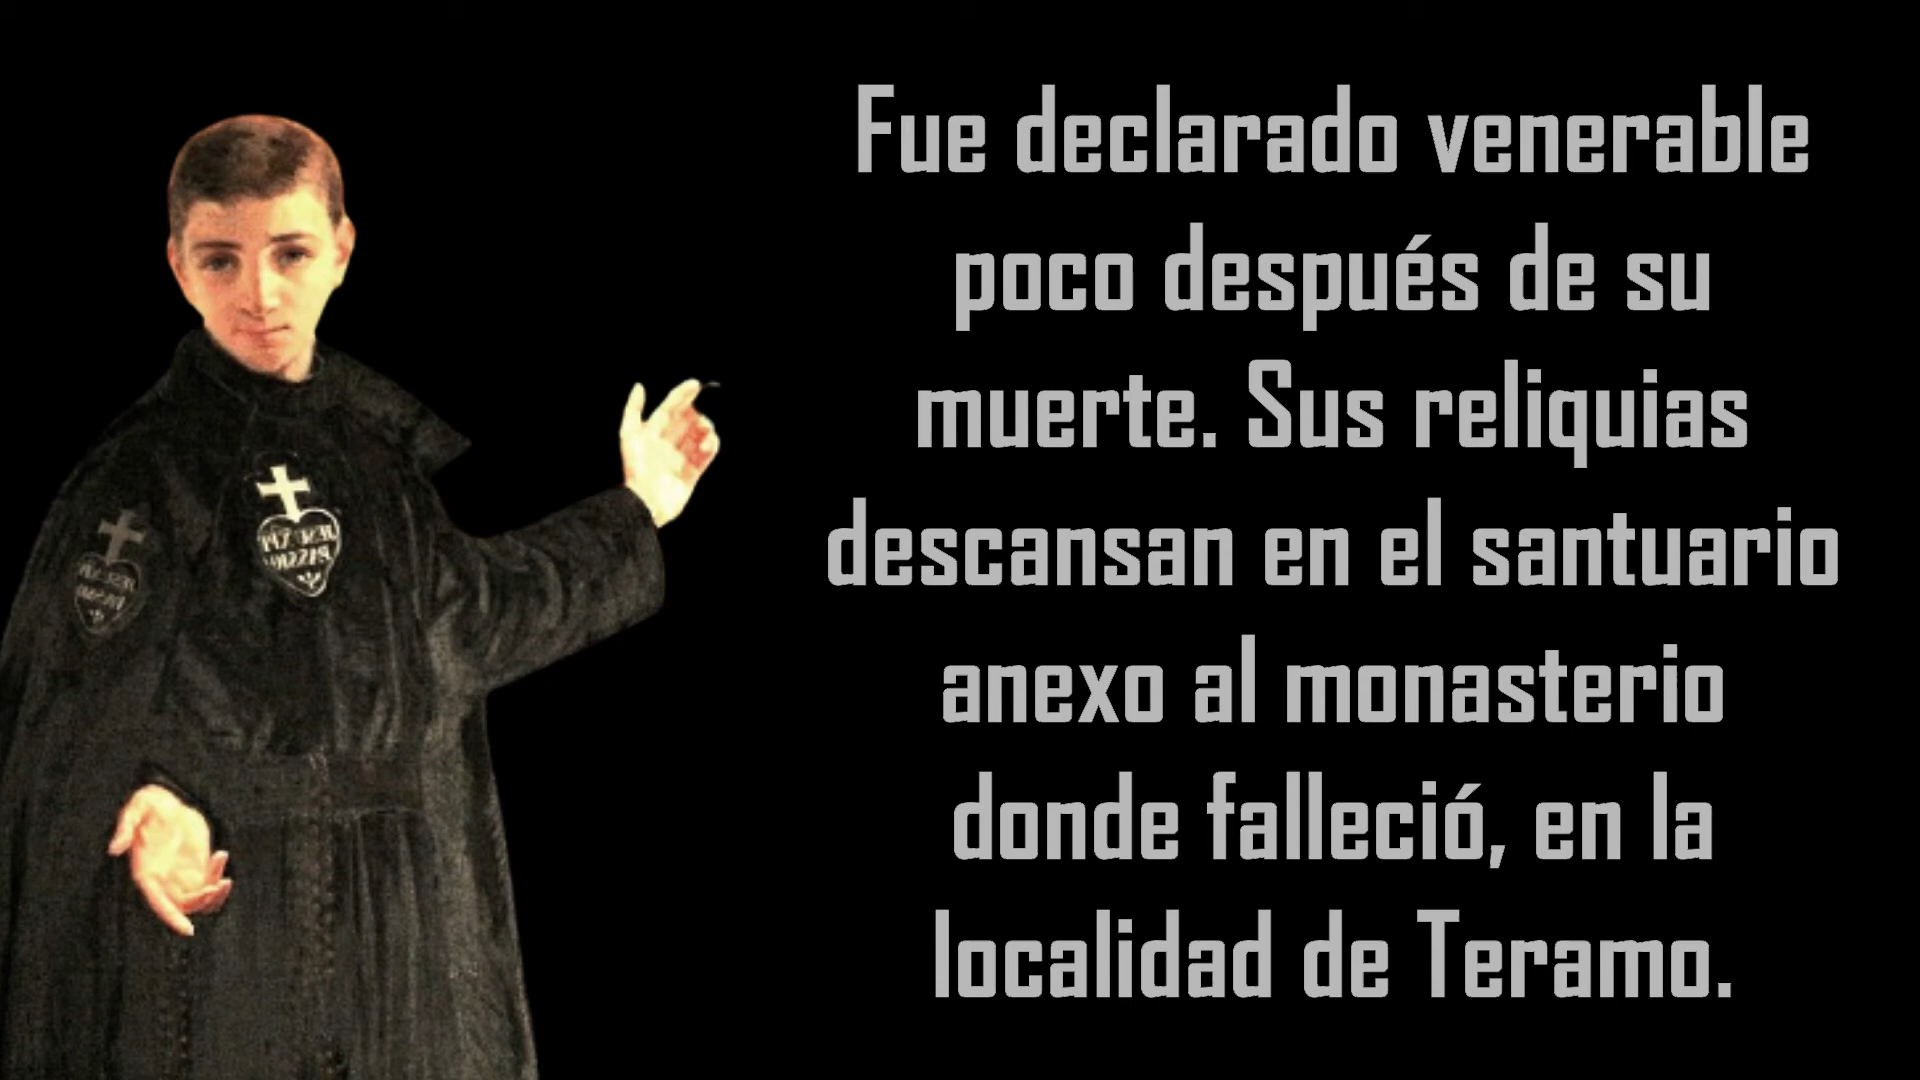 Fue declarado venerable
poco después de su
muerte. Sus reliquias
descansan en el santuario
anexo al monasterio
donde falleció, en la
localidad de Teramo.